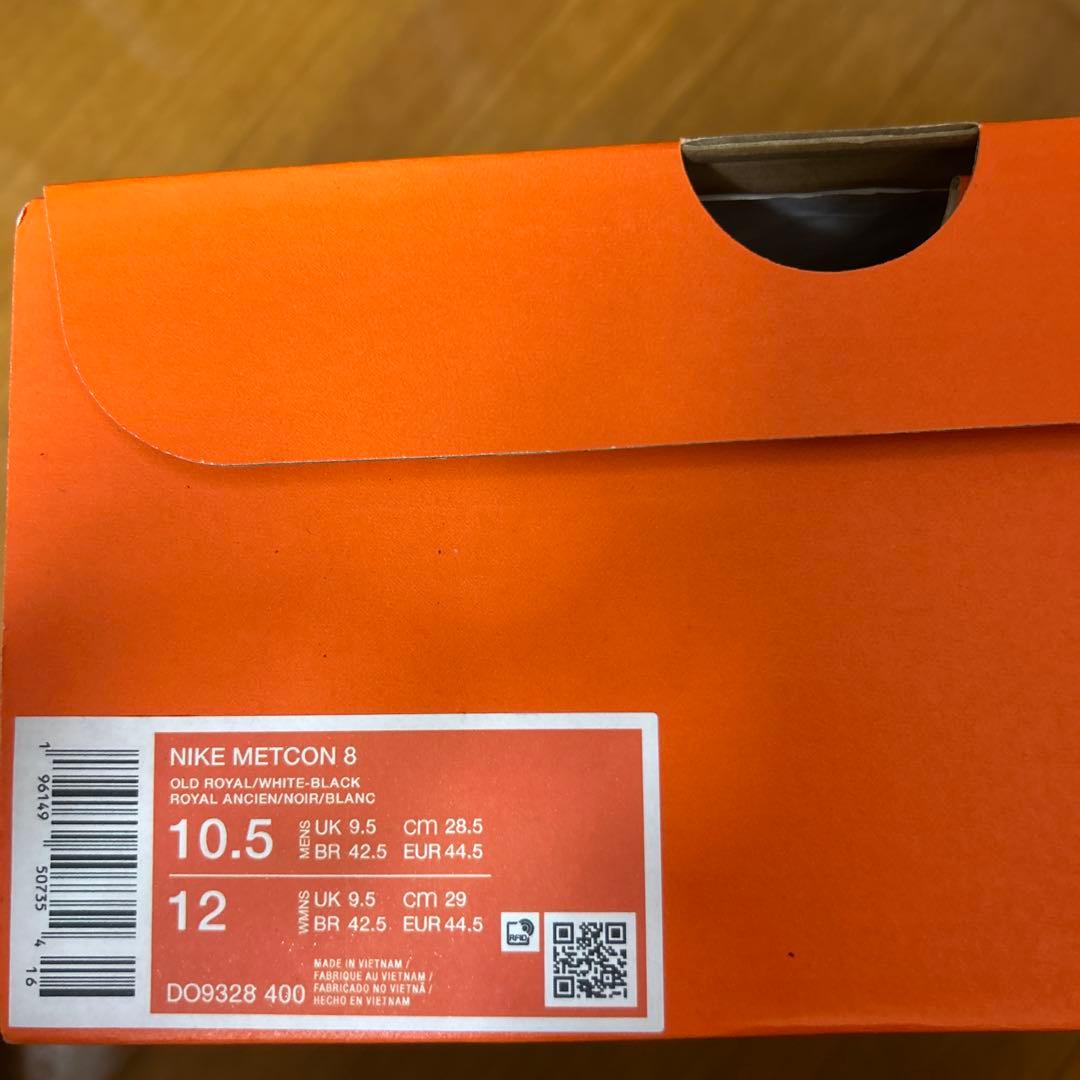 NIKE METCON 8
OLD ROYAL/WHITE-BLACK
ROYAL ANCIEN/NOIR/BLANC
10.5 MENS UK 9.5 cm 28.5
BR 42.5 EUR 44.5
12 WMNS UK 9.5 cm 29
BR 42.5 EUR 44.5
MADE IN VIETNAM /
FABRIQUE AU VIETNAM /
FABRICADO NO VIETNÃ /
HECHO EN VIETNAM
DO9328 400
RFID
1 96149 50735 4 16